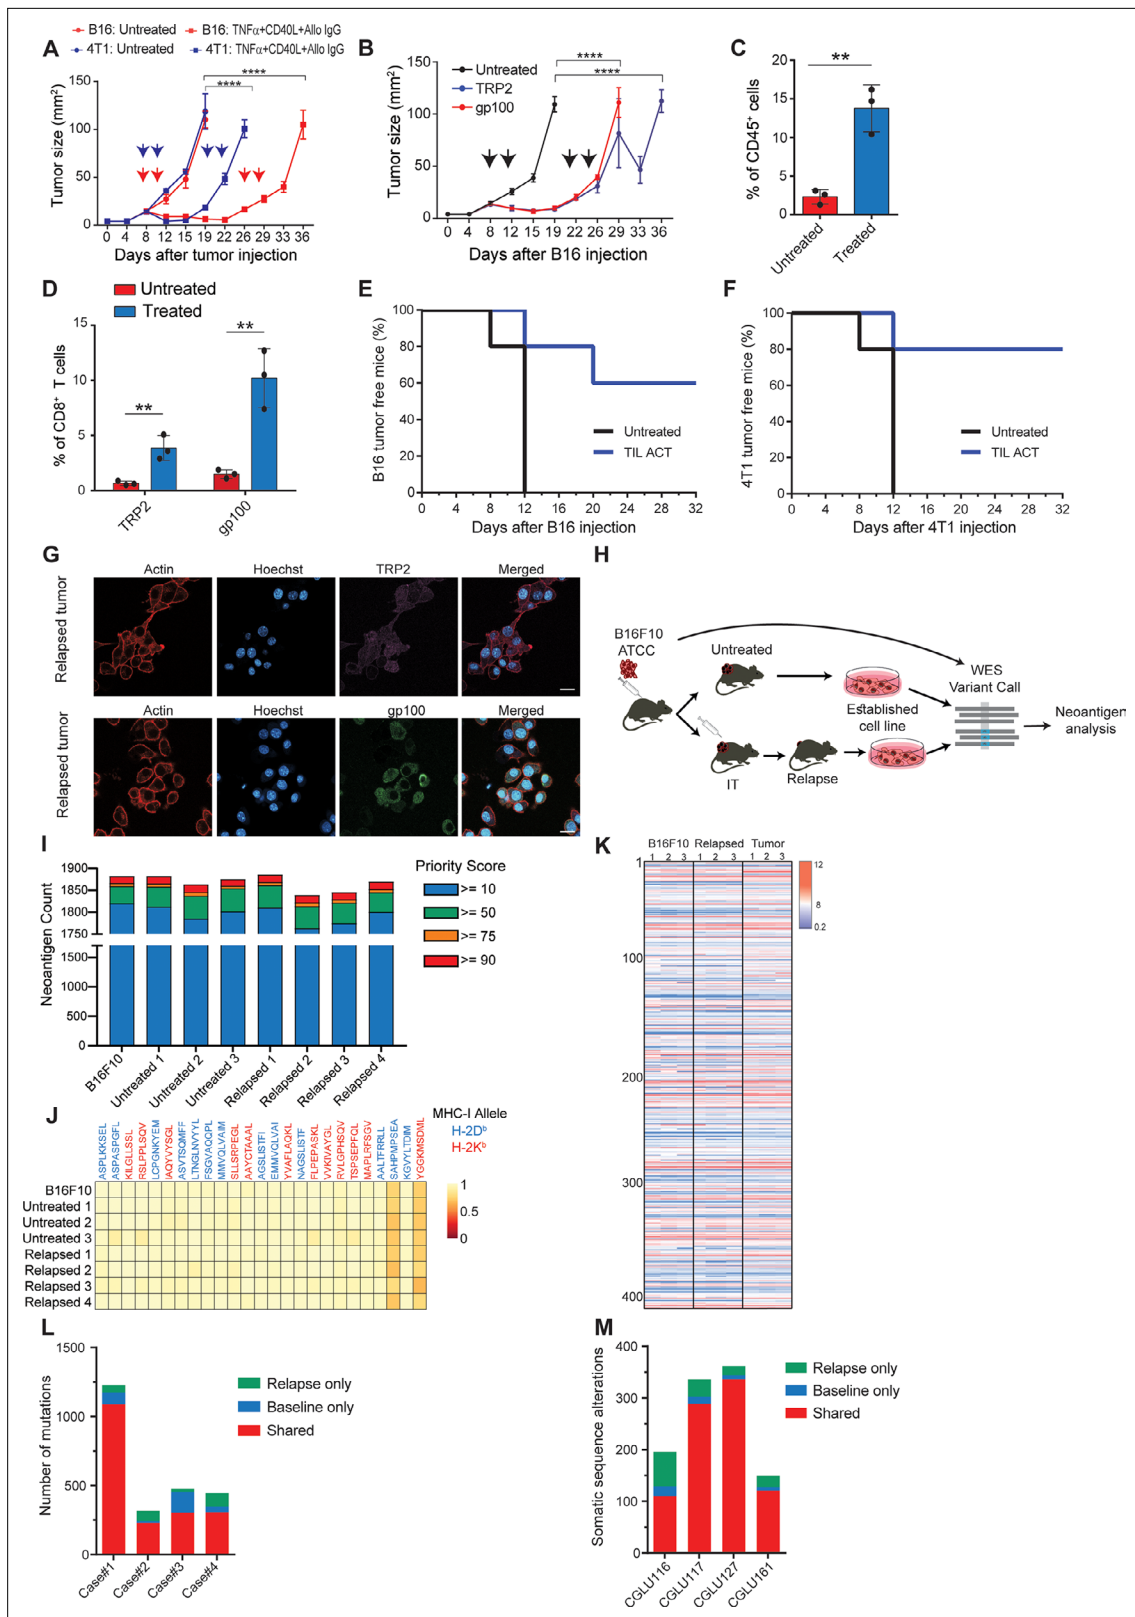 B16: Untreated
B16: TNFα+CD40L+Allo IgG
4T1: Untreated
4T1: TNFα+CD40L+Allo IgG
A
Tumor size (mm²)
200
150
100
50
0
****
****
0 4 8 12 15 19 22 26 29 33 36
Days after tumor injection
B
Tumor size (mm²)
150
100
50
0
Untreated
TRP2
gp100
****
****
0 4 8 12 15 19 22 26 29 33 36
Days after B16 injection
C
% of CD45⁺ cells
20
15
10
5
0
**
Untreated
Treated
D
Untreated
Treated
% of CD8⁺ T cells
15
10
5
0
**
**
TRP2
gp100
E
B16 tumor free mice (%)
100
80
60
40
20
0
Untreated
TIL ACT
0 4 8 12 16 20 24 28 32
Days after B16 injection
F
4T1 tumor free mice (%)
100
80
60
40
20
0
Untreated
TIL ACT
0 4 8 12 16 20 24 28 32
Days after 4T1 injection
G
Actin Hoechst TRP2 Merged
Relapsed tumor
Actin Hoechst gp100 Merged
Relapsed tumor
H
B16F10
ATCC
Untreated
IT
Relapse
Established
cell line
WES
Variant Call
Neoantigen
analysis
I
Neoantigen Count
1900
1850
1800
1750
1500
1000
500
0
B16F10
Untreated 1
Untreated 2
Untreated 3
Relapsed 1
Relapsed 2
Relapsed 3
Relapsed 4
Priority Score
>= 10
>= 50
>= 75
>= 90
J
ASPLKKSEL
ASPASPGFL
KILGLLSSL
RSLPPLSQV
LCPGNKYEM
IAQYVYSGL
ASVTSQMFF
LTNGLNVYYL
FSGVAQQPL
MMVQLVAIM
SLLSRPEGL
AAYCTAAAL
AGSLISTFI
EMMVQLVAI
YVAFLAQKL
NAGSLISTF
FLPEPASKL
VVKIVAYGL
RVLGPHSQV
TSPSEPFQL
MAPLRFSGV
AALTFRRLL
SAHPMPSEA
KGVYLTDIM
YGGKMSDML
MHC-I Allele
H-2Dᵇ
H-2Kᵇ
1
0.5
0
B16F10
Untreated 1
Untreated 2
Untreated 3
Relapsed 1
Relapsed 2
Relapsed 3
Relapsed 4
K
B16F10 Relapsed Tumor
1 2 3 1 2 3 1 2 3
1
100
200
300
400
12
8
0.2
L
Number of mutations
1500
1000
500
0
Case#1
Case#2
Case#3
Case#4
Relapse only
Baseline only
Shared
M
Somatic sequence alterations
400
300
200
100
0
CGLU116
CGLU117
CGLU127
CGLU161
Relapse only
Baseline only
Shared